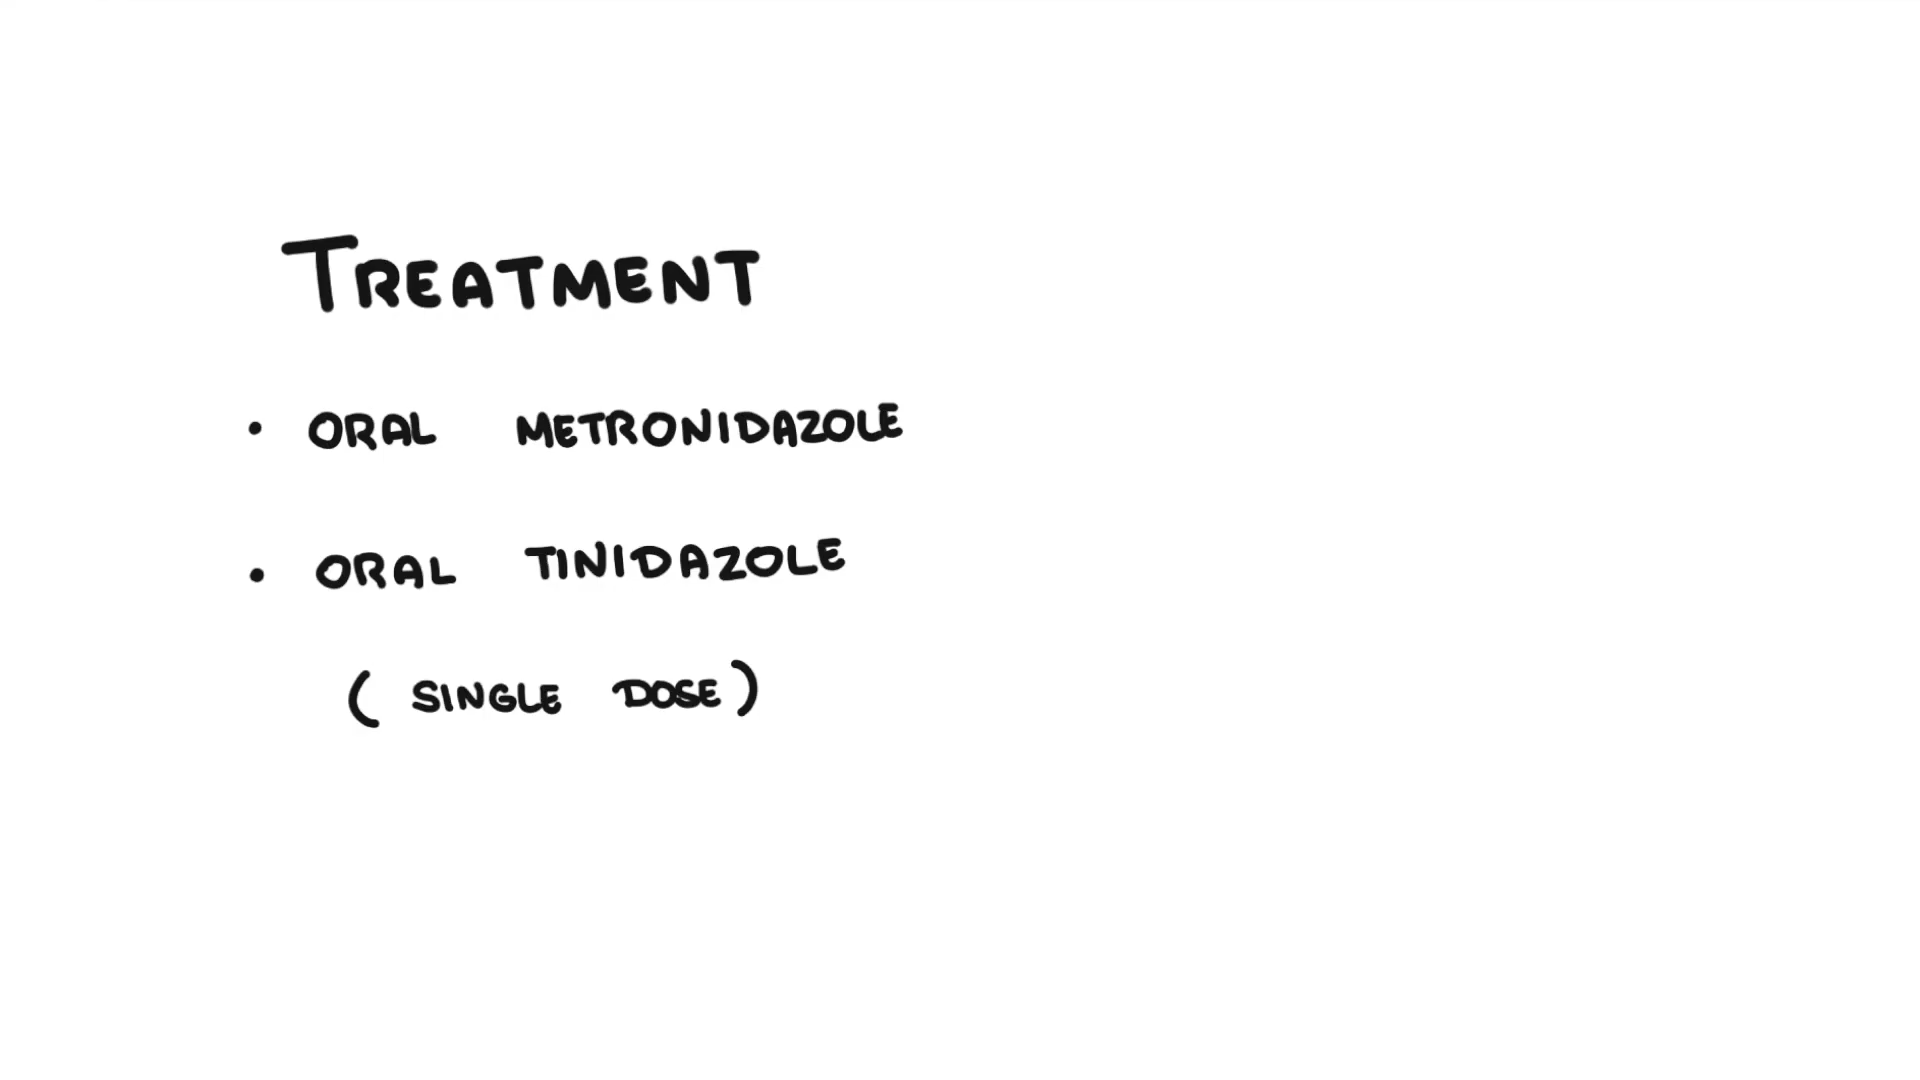 TREATMENT
• ORAL METRONIDAZOLE
• ORAL TINIDAZOLE
(SINGLE DOSE)